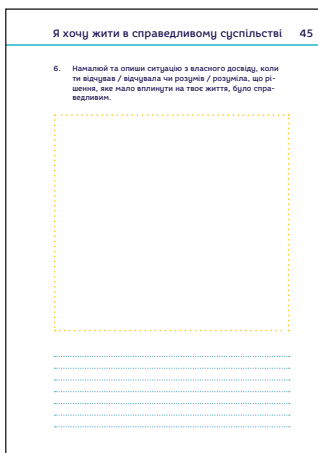 Я хочу жити в справедливому суспільстві 45
6. Намалюй та опиши ситуацію з власного досвіду, коли
ти відчував / відчувала чи розумів / розуміла, що рі-
шення, яке мало вплинути на твоє життя, було спра-
ведливим.